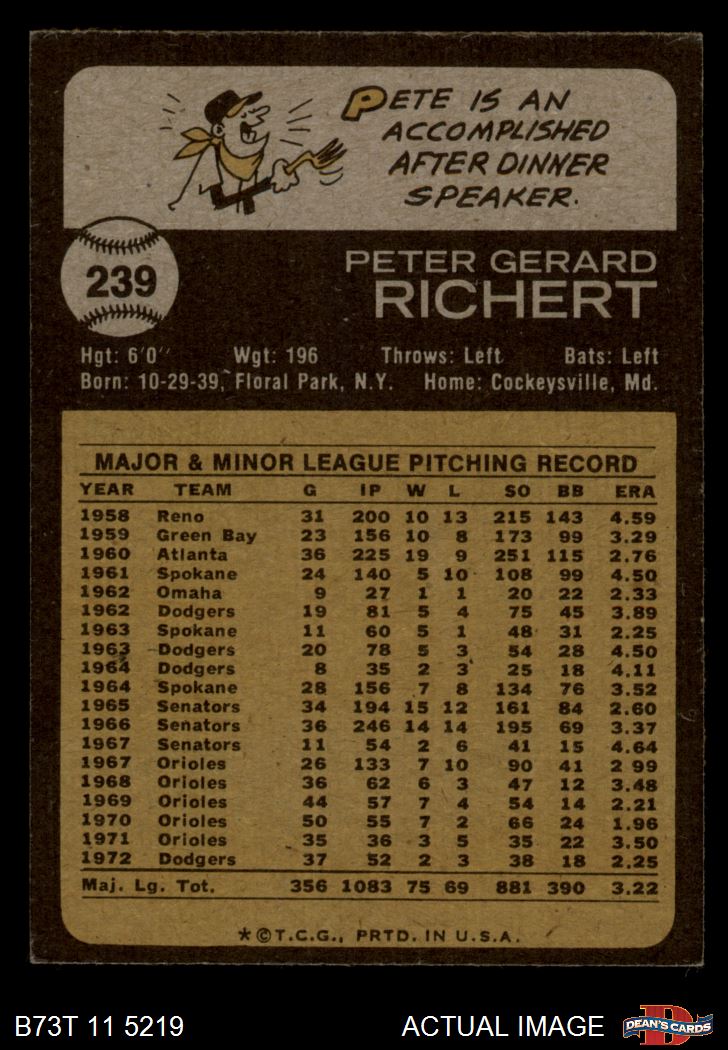 PETE IS AN
ACCOMPLISHED
AFTER DINNER
SPEAKER.
239
PETER GERARD
RICHERT
Hgt: 6'0" Wgt: 196 Throws: Left Bats: Left
Born: 10-29-39, Floral Park, N.Y. Home: Cockeysville, Md.
MAJOR & MINOR LEAGUE PITCHING RECORD
YEAR TEAM G IP W L SO BB ERA
1958 Reno 31 200 10 13 215 143 4.59
1959 Green Bay 23 156 10 8 173 99 3.29
1960 Atlanta 36 225 19 9 251 115 2.76
1961 Spokane 24 140 5 10 108 99 4.50
1962 Omaha 9 27 1 1 20 22 2.33
1962 Dodgers 19 81 5 4 75 45 3.89
1963 Spokane 11 60 5 1 48 31 2.25
1963 Dodgers 20 78 5 3 54 28 4.50
1964 Dodgers 8 35 2 3 25 18 4.11
1964 Spokane 28 156 7 8 134 76 3.52
1965 Senators 34 194 15 12 161 84 2.60
1966 Senators 36 246 14 14 195 69 3.37
1967 Senators 11 54 2 6 41 15 4.64
1967 Orioles 26 133 7 10 90 41 2 99
1968 Orioles 36 62 6 3 47 12 3.48
1969 Orioles 44 57 7 4 54 14 2.21
1970 Orioles 50 55 7 2 66 24 1.96
1971 Orioles 35 36 3 5 35 22 3.50
1972 Dodgers 37 52 2 3 38 18 2.25
Maj. Lg. Tot. 356 1083 75 69 881 390 3.22
*©T.C.G., PRTD. IN U.S.A.
B73T 11 5219 ACTUAL IMAGE
DEAN'S CARDS